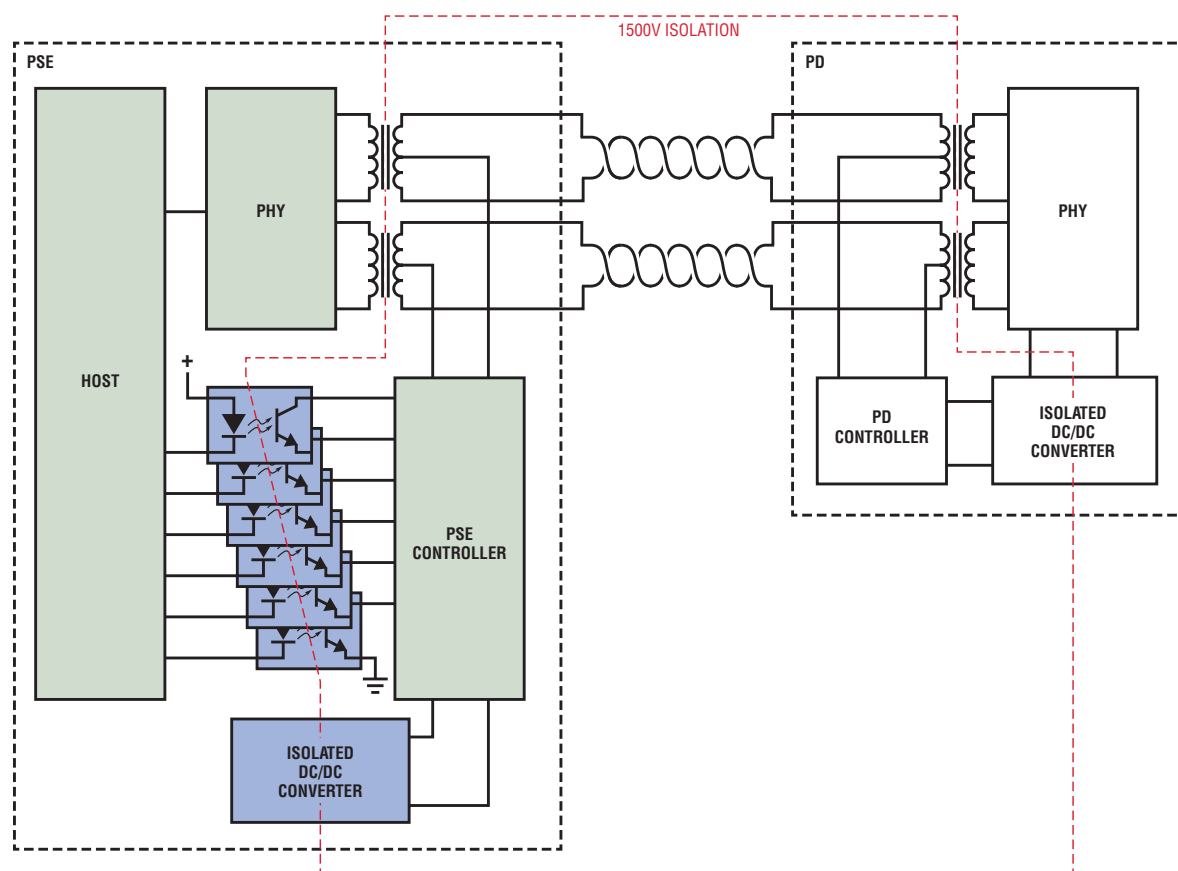 1500V ISOLATION
PSE
PD
HOST
PHY
PHY
+
PSE
CONTROLLER
PD
CONTROLLER
ISOLATED
DC/DC
CONVERTER
ISOLATED
DC/DC
CONVERTER